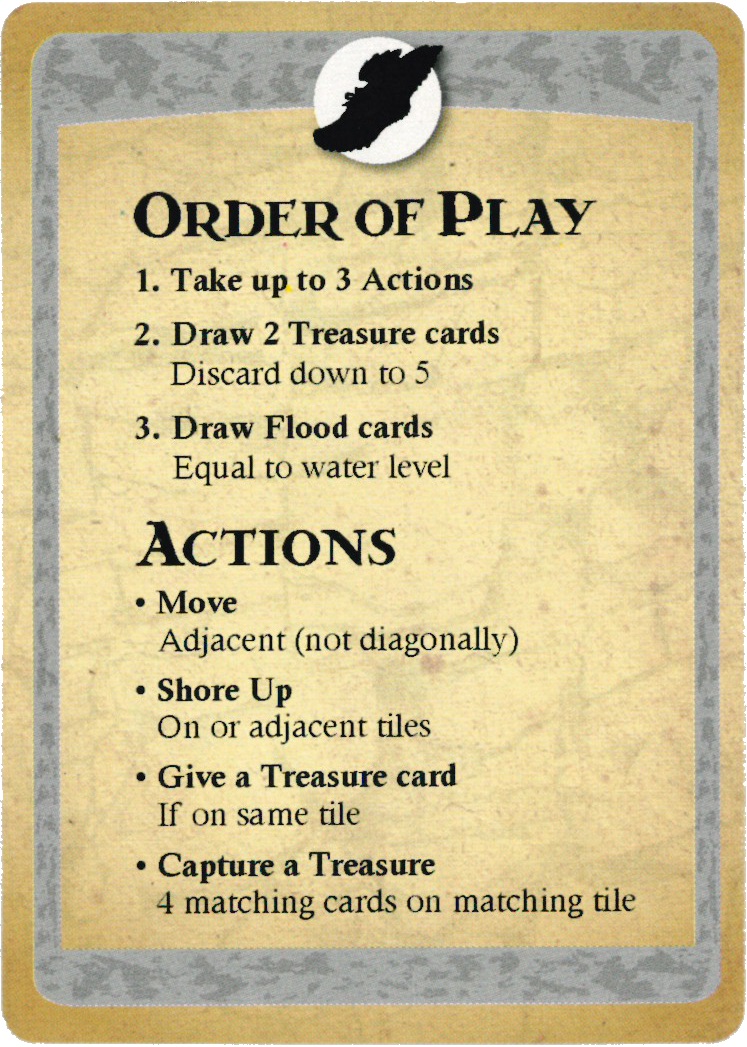 ORDER OF PLAY
1. Take up to 3 Actions
2. Draw 2 Treasure cards
Discard down to 5
3. Draw Flood cards
Equal to water level
ACTIONS
• Move
Adjacent (not diagonally)
• Shore Up
On or adjacent tiles
• Give a Treasure card
If on same tile
• Capture a Treasure
4 matching cards on matching tile